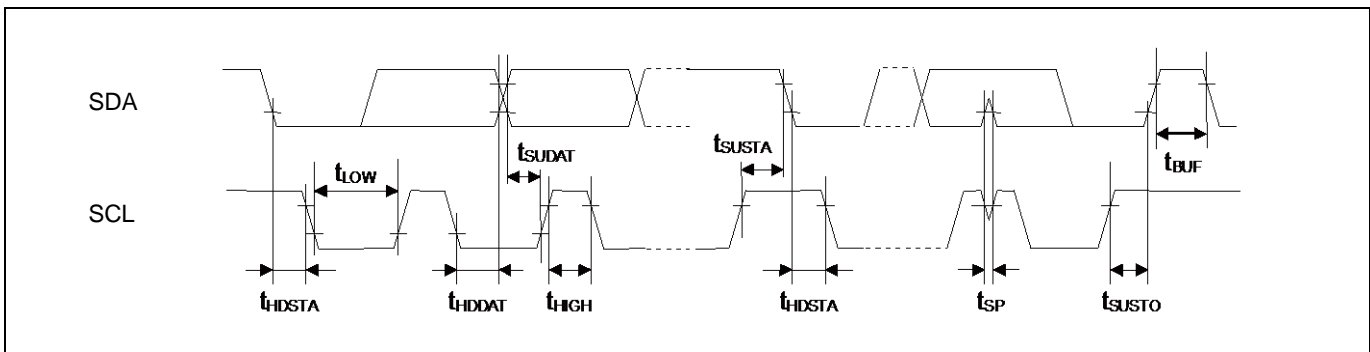 SDA
tSUDAT
tSUSTA
tBUF
tLOW
SCL
tHDSTA
tHDDAT
tHIGH
tHDSTA
tSP
tSUSTO